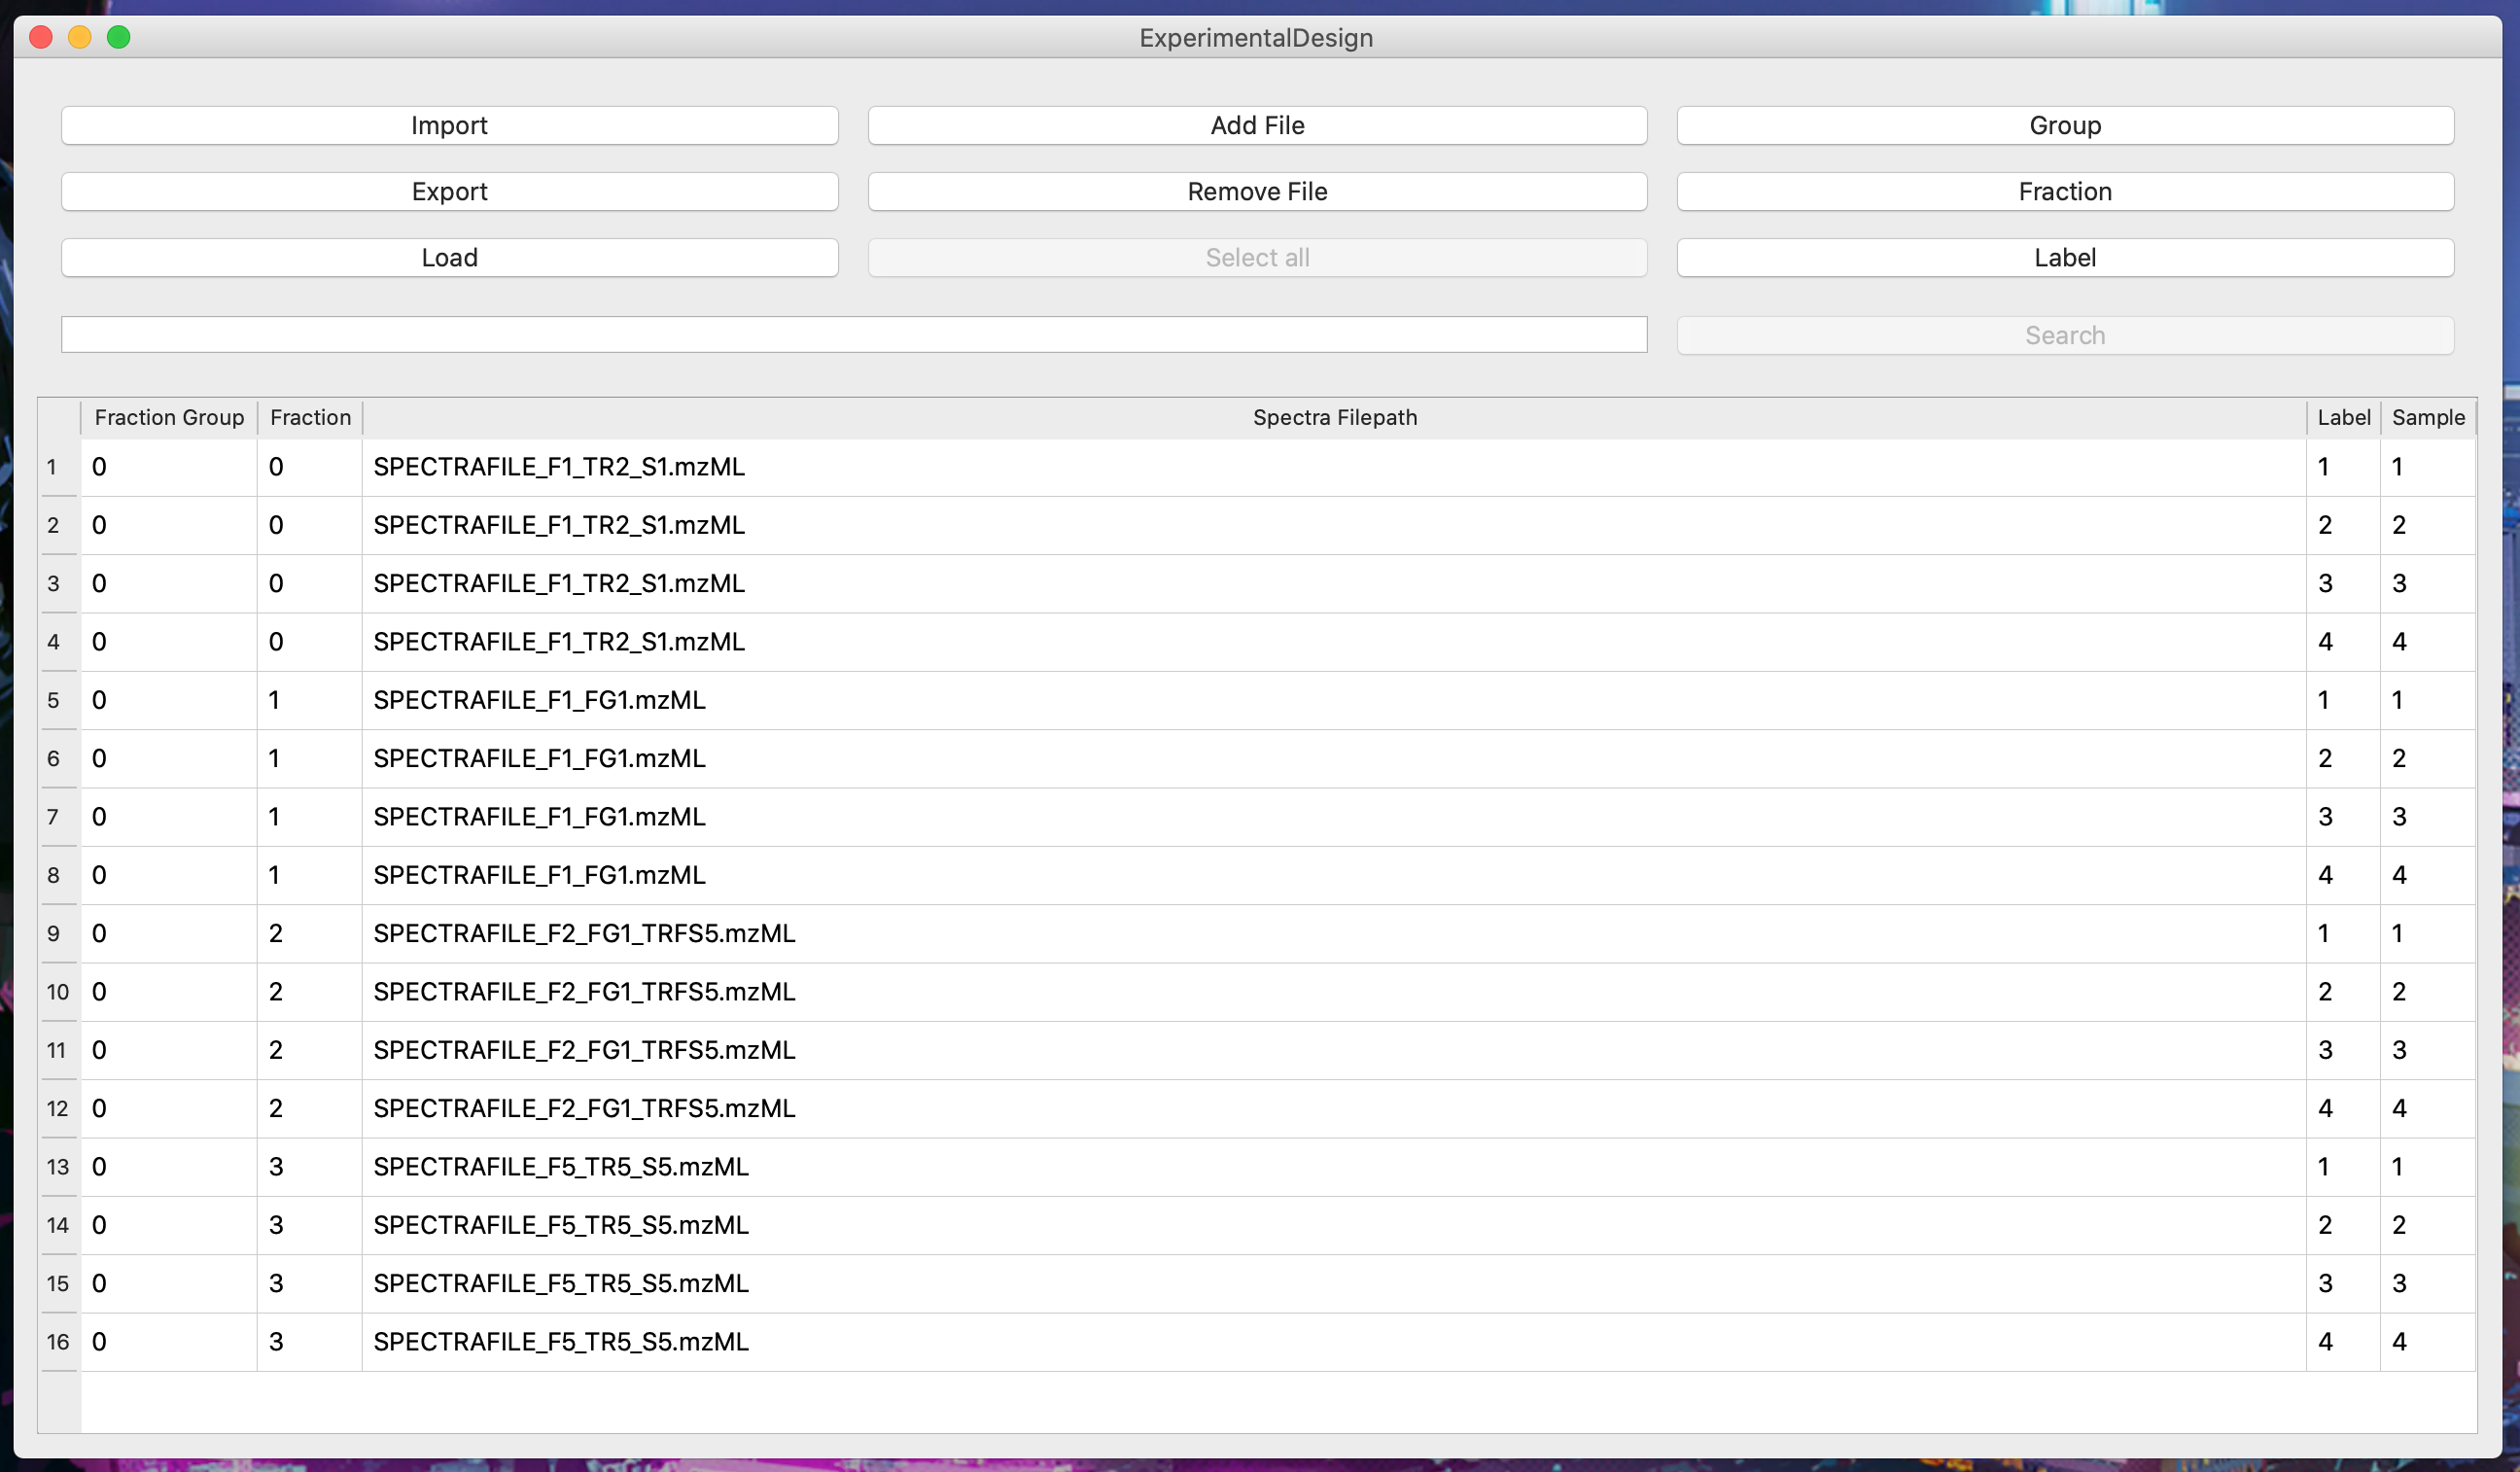 ExperimentalDesign
Import Add File Group
Export Remove File Fraction
Load Select all Label
Search
Fraction Group Fraction Spectra Filepath Label Sample
1 0 0 SPECTRAFILE_F1_TR2_S1.mzML 1 1
2 0 0 SPECTRAFILE_F1_TR2_S1.mzML 2 2
3 0 0 SPECTRAFILE_F1_TR2_S1.mzML 3 3
4 0 0 SPECTRAFILE_F1_TR2_S1.mzML 4 4
5 0 1 SPECTRAFILE_F1_FG1.mzML 1 1
6 0 1 SPECTRAFILE_F1_FG1.mzML 2 2
7 0 1 SPECTRAFILE_F1_FG1.mzML 3 3
8 0 1 SPECTRAFILE_F1_FG1.mzML 4 4
9 0 2 SPECTRAFILE_F2_FG1_TRFS5.mzML 1 1
10 0 2 SPECTRAFILE_F2_FG1_TRFS5.mzML 2 2
11 0 2 SPECTRAFILE_F2_FG1_TRFS5.mzML 3 3
12 0 2 SPECTRAFILE_F2_FG1_TRFS5.mzML 4 4
13 0 3 SPECTRAFILE_F5_TR5_S5.mzML 1 1
14 0 3 SPECTRAFILE_F5_TR5_S5.mzML 2 2
15 0 3 SPECTRAFILE_F5_TR5_S5.mzML 3 3
16 0 3 SPECTRAFILE_F5_TR5_S5.mzML 4 4